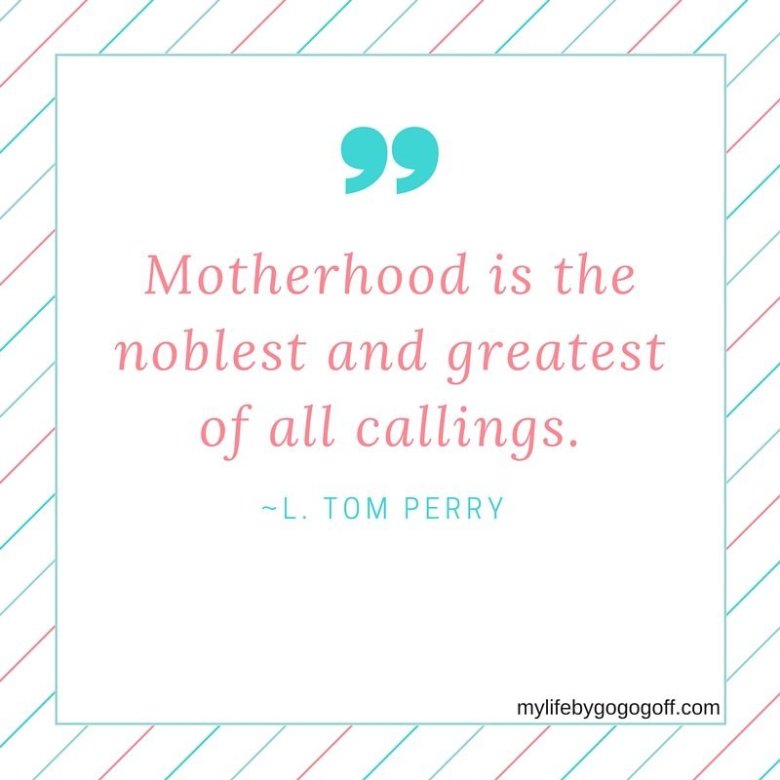 ”
Motherhood is the
noblest and greatest
of all callings.
~L. TOM PERRY
mylifebygogogoff.com